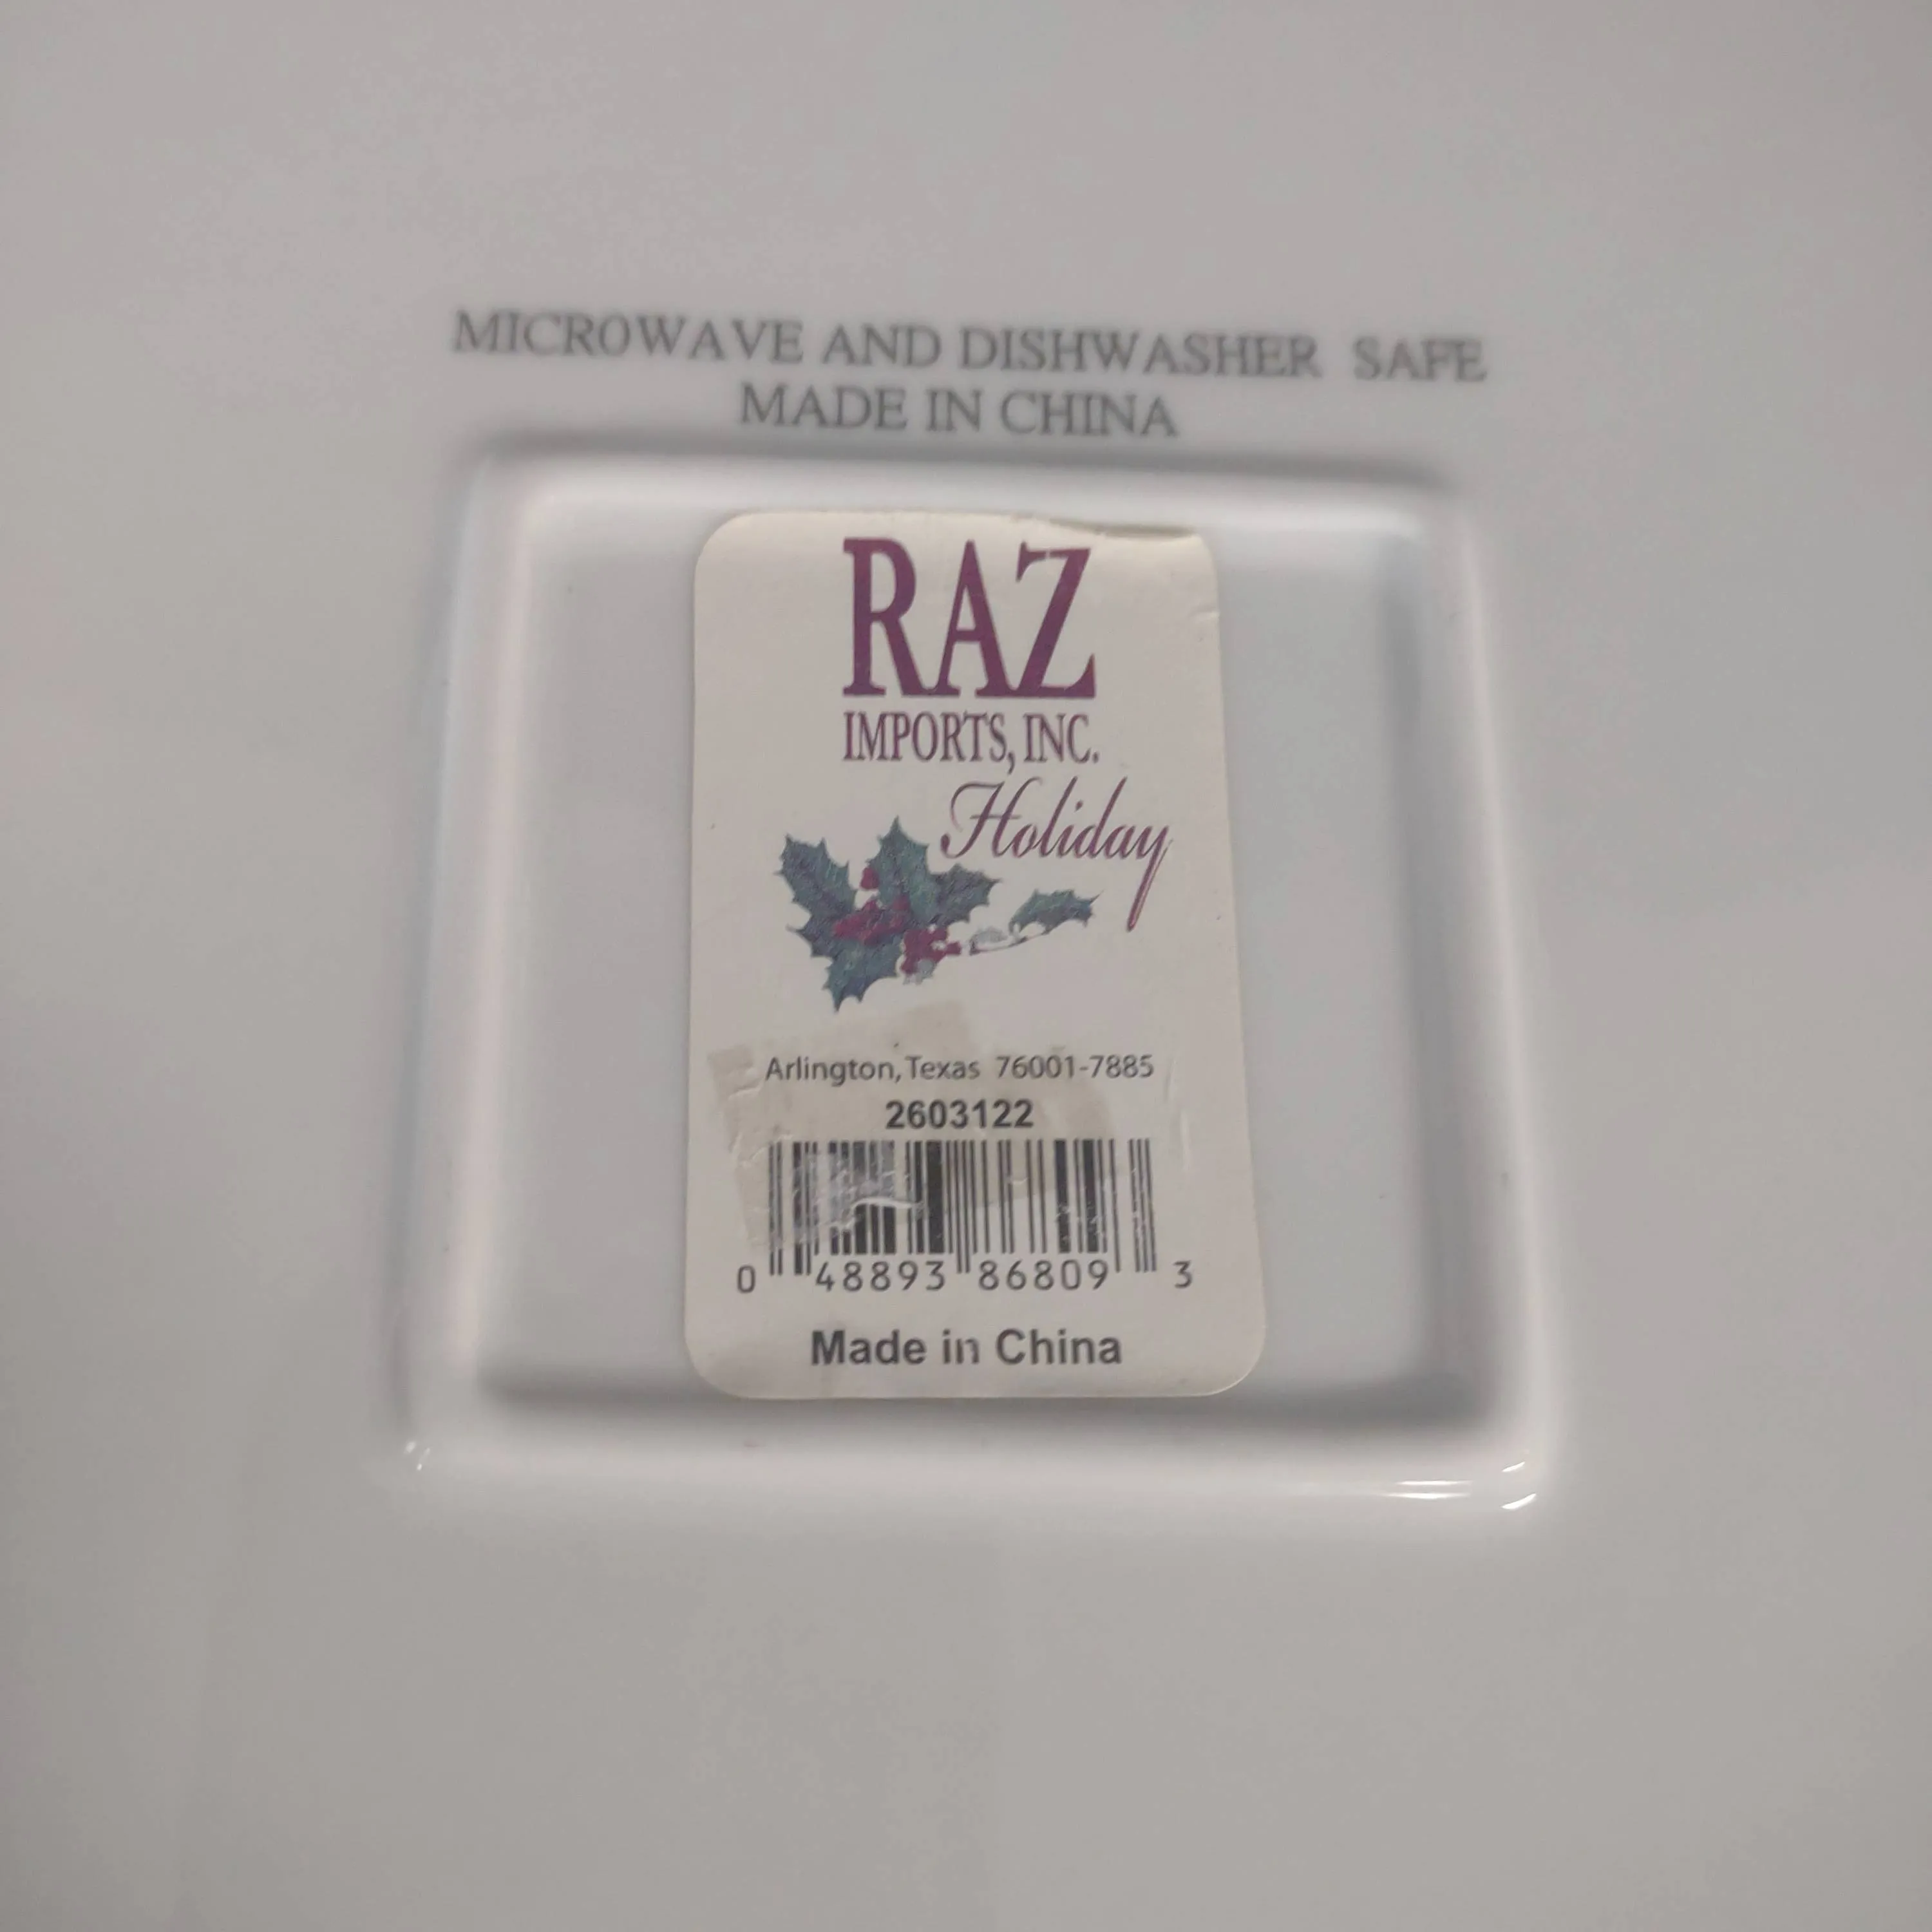 MICROWAVE AND DISHWASHER SAFE
MADE IN CHINA
RAZ
IMPORTS, INC.
Holiday
Arlington, Texas 76001-7885
2603122
0 48893 86809 3
Made in China